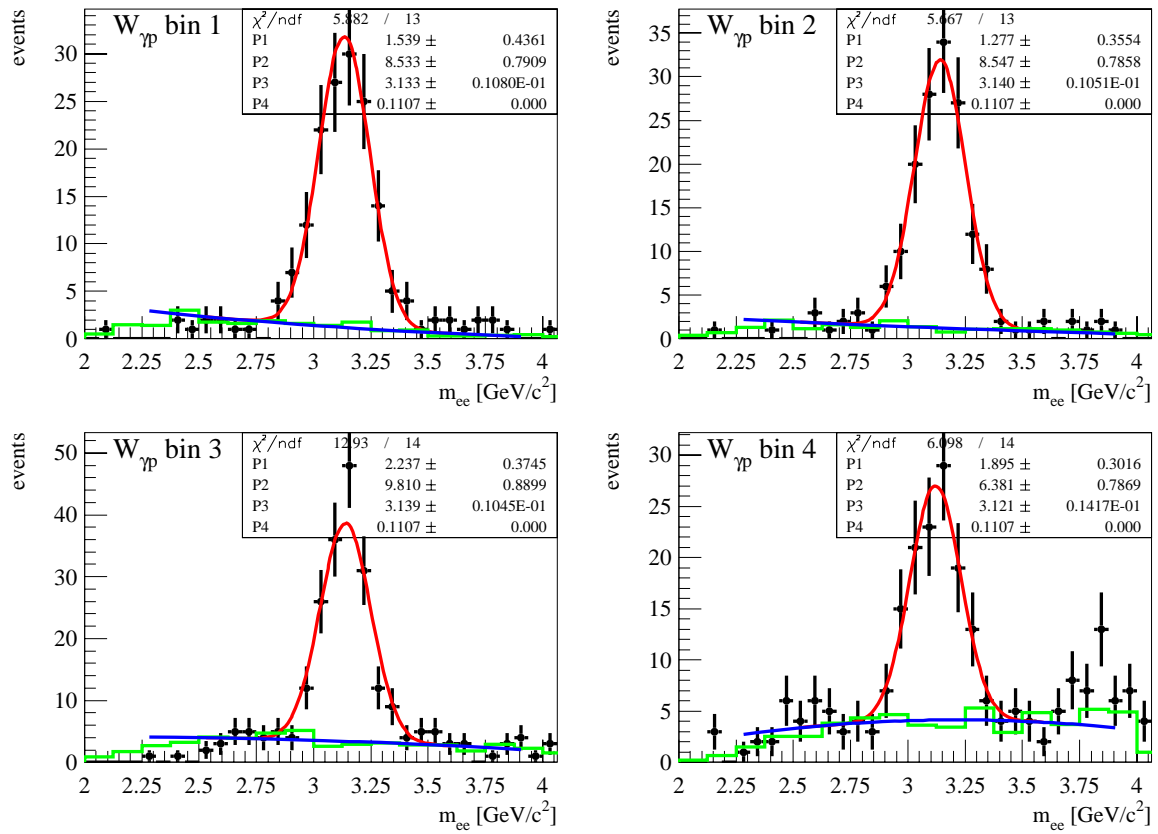 events
W_γp bin 1
χ²/ndf 5.882 / 13
P1 1.539 ± 0.4361
P2 8.533 ± 0.7909
P3 3.133 ± 0.1080E-01
P4 0.1107 ± 0.000
30
25
20
15
10
5
0
2 2.25 2.5 2.75 3 3.25 3.5 3.75 4
m_ee [GeV/c²]
events
W_γp bin 2
χ²/ndf 5.667 / 13
P1 1.277 ± 0.3554
P2 8.547 ± 0.7858
P3 3.140 ± 0.1051E-01
P4 0.1107 ± 0.000
35
30
25
20
15
10
5
0
2 2.25 2.5 2.75 3 3.25 3.5 3.75 4
m_ee [GeV/c²]
events
W_γp bin 3
χ²/ndf 12.93 / 14
P1 2.237 ± 0.3745
P2 9.810 ± 0.8899
P3 3.139 ± 0.1045E-01
P4 0.1107 ± 0.000
50
40
30
20
10
0
2 2.25 2.5 2.75 3 3.25 3.5 3.75 4
m_ee [GeV/c²]
events
W_γp bin 4
χ²/ndf 6.098 / 14
P1 1.895 ± 0.3016
P2 6.381 ± 0.7869
P3 3.121 ± 0.1417E-01
P4 0.1107 ± 0.000
30
25
20
15
10
5
0
2 2.25 2.5 2.75 3 3.25 3.5 3.75 4
m_ee [GeV/c²]